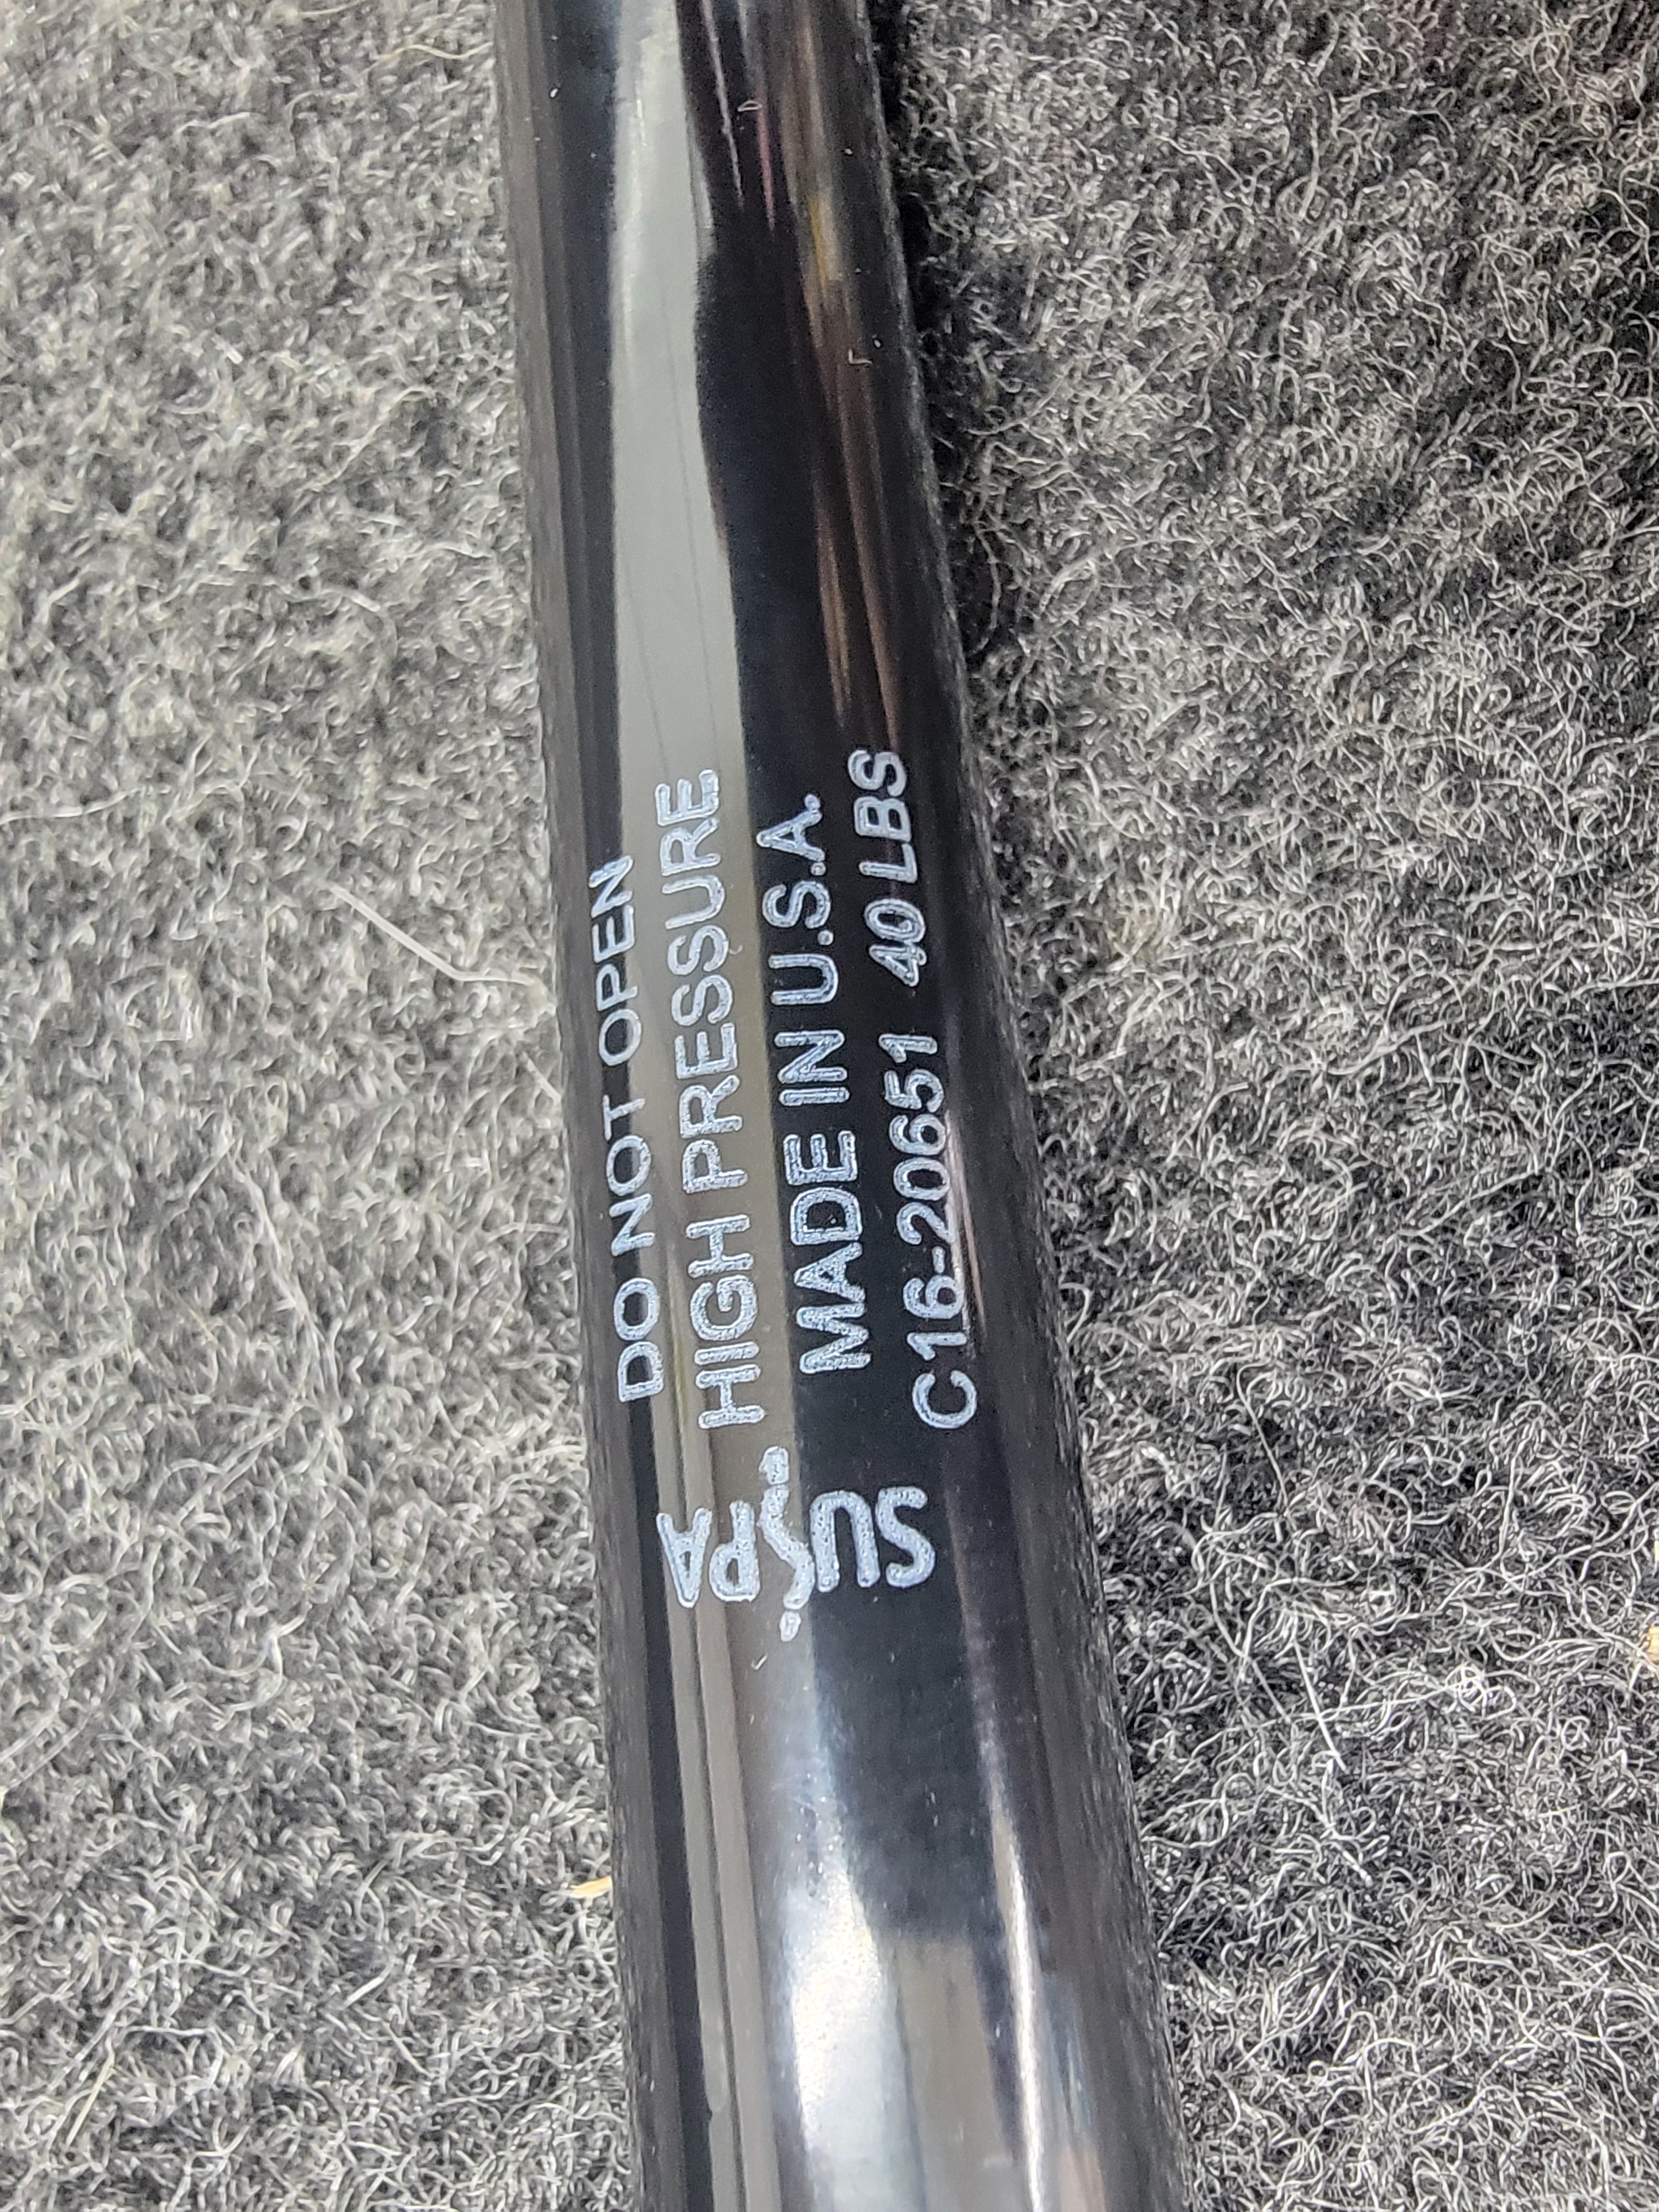 SUSPA
DO NOT OPEN
HIGH PRESSURE
MADE IN U.S.A.
C16-20651 40 LBS